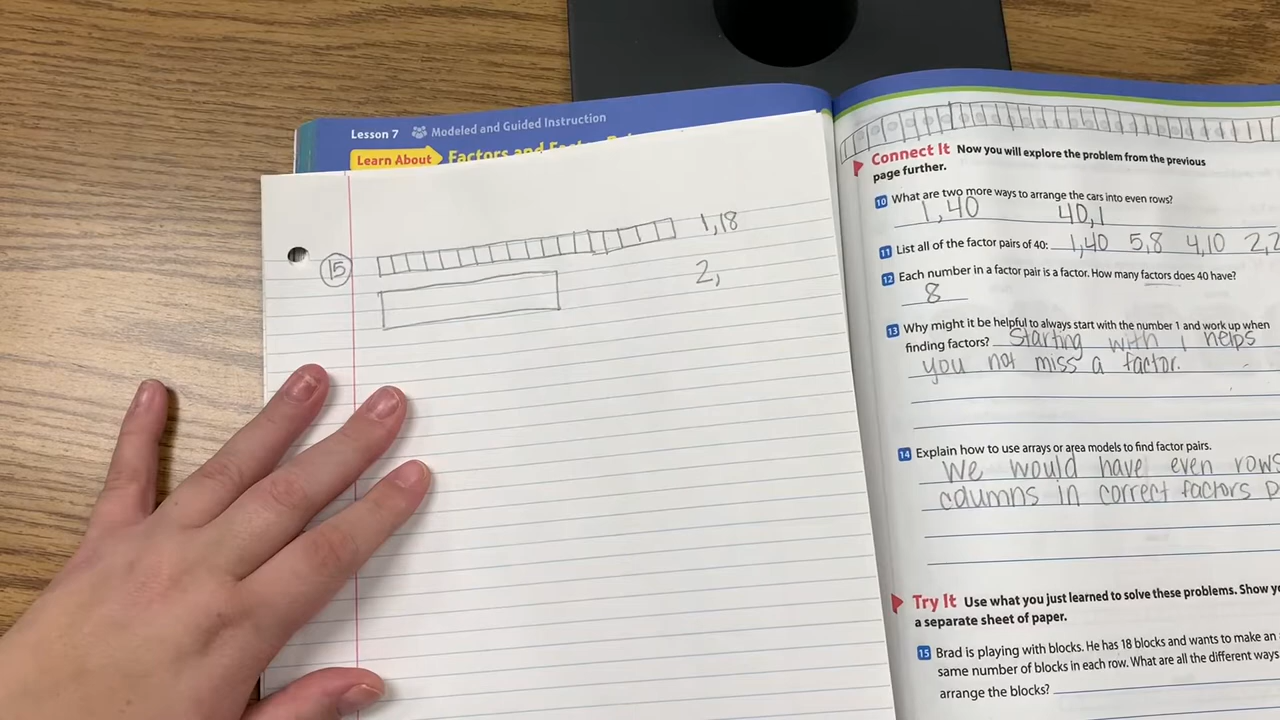 Lesson 7 Modeled and Guided Instruction
Learn About Factors and Factor
15
1,18
2,
Connect It Now you will explore the problem from the previous
page further.
10 What are two more ways to arrange the cars into even rows?
1,40 40,1
11 List all of the factor pairs of 40: 1,40 5,8 4,10 2,2
12 Each number in a factor pair is a factor. How many factors does 40 have?
8
13 Why might it be helpful to always start with the number 1 and work up when
finding factors? Starting with 1 helps
you not miss a factor.
14 Explain how to use arrays or area models to find factor pairs.
We would have even rows
columns in correct factors p
Try It Use what you just learned to solve these problems. Show
a separate sheet of paper.
15 Brad is playing with blocks. He has 18 blocks and wants to make an
same number of blocks in each row. What are all the different ways
arrange the blocks?